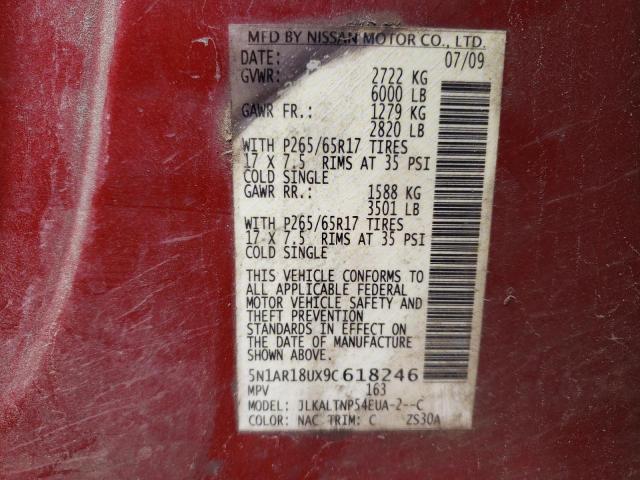 MFD BY NISSAN MOTOR CO., LTD.
DATE: 07/09
GVWR: 2722 KG
6000 LB
GAWR FR.: 1279 KG
2820 LB
WITH P265/65R17 TIRES
17 X 7.5 RIMS AT 35 PSI
COLD SINGLE
GAWR RR.: 1588 KG
3501 LB
WITH P265/65R17 TIRES
17 X 7.5 RIMS AT 35 PSI
COLD SINGLE
THIS VEHICLE CONFORMS TO
ALL APPLICABLE FEDERAL
MOTOR VEHICLE SAFETY AND
THEFT PREVENTION
STANDARDS IN EFFECT ON
THE DATE OF MANUFACTURE
SHOWN ABOVE.
5N1AR18UX9C618246
MPV 163
MODEL: JLKALTNP54EUA-2--C
COLOR: NAC TRIM: C ZS30A